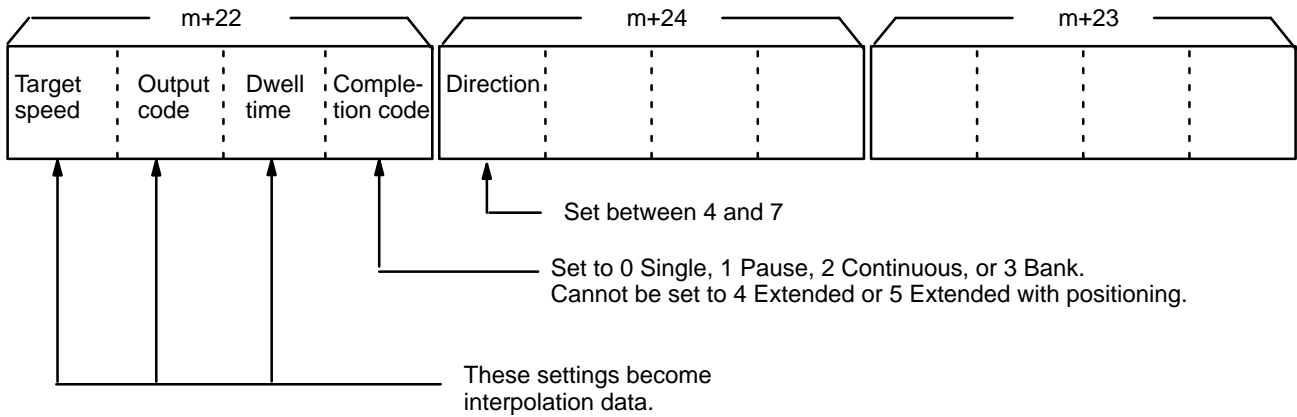 m+22
m+24
m+23
Target speed
Output code
Dwell time
Comple-
tion code
Direction
Set between 4 and 7
Set to 0 Single, 1 Pause, 2 Continuous, or 3 Bank.
Cannot be set to 4 Extended or 5 Extended with positioning.
These settings become
interpolation data.